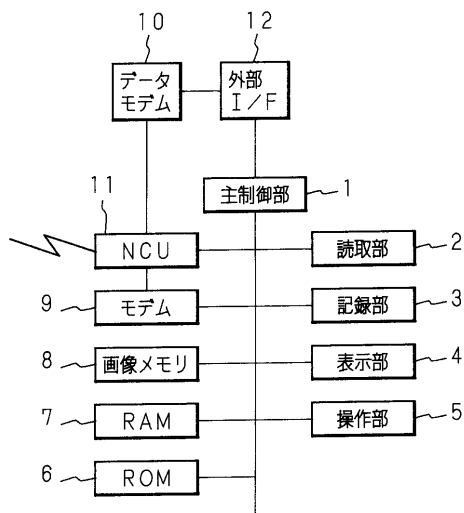 10
12
データ
モデム
外部
I/F
主制御部
1
11
NCU
読取部
2
9
モデム
記録部
3
8
画像メモリ
表示部
4
7
RAM
操作部
5
6
ROM